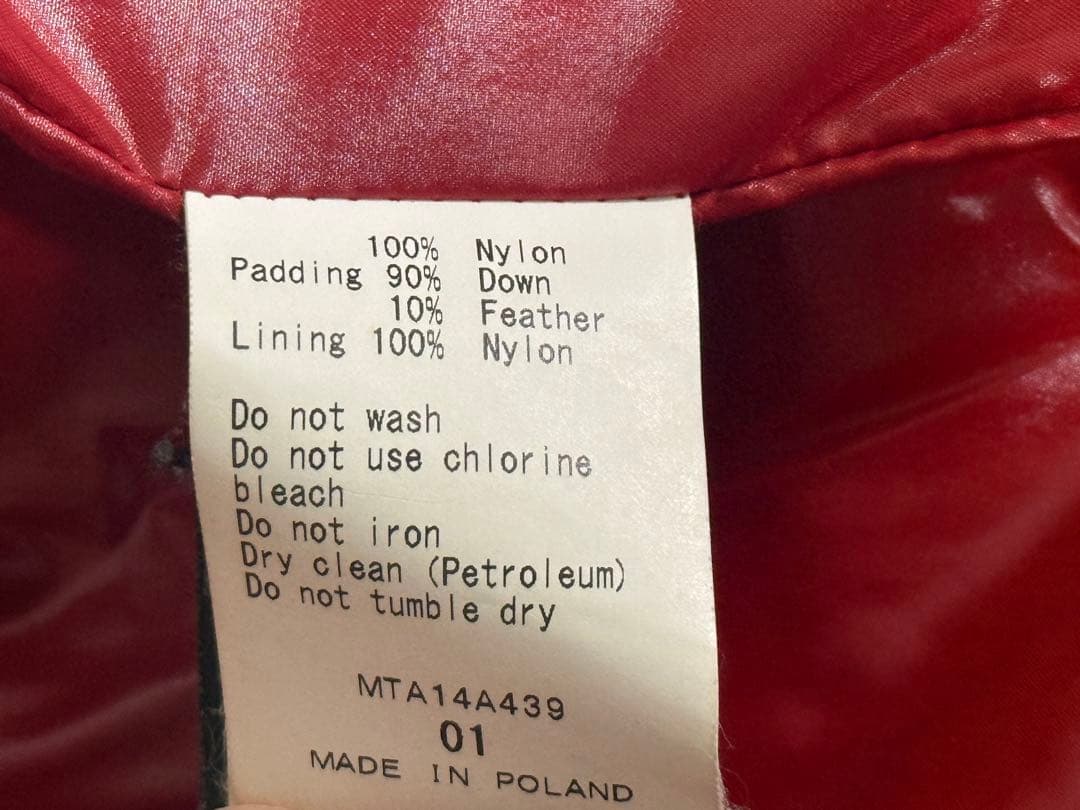 100% Nylon
Padding 90% Down
10% Feather
Lining 100% Nylon
Do not wash
Do not use chlorine
bleach
Do not iron
Dry clean (Petroleum)
Do not tumble dry
MTA14A439
01
MADE IN POLAND